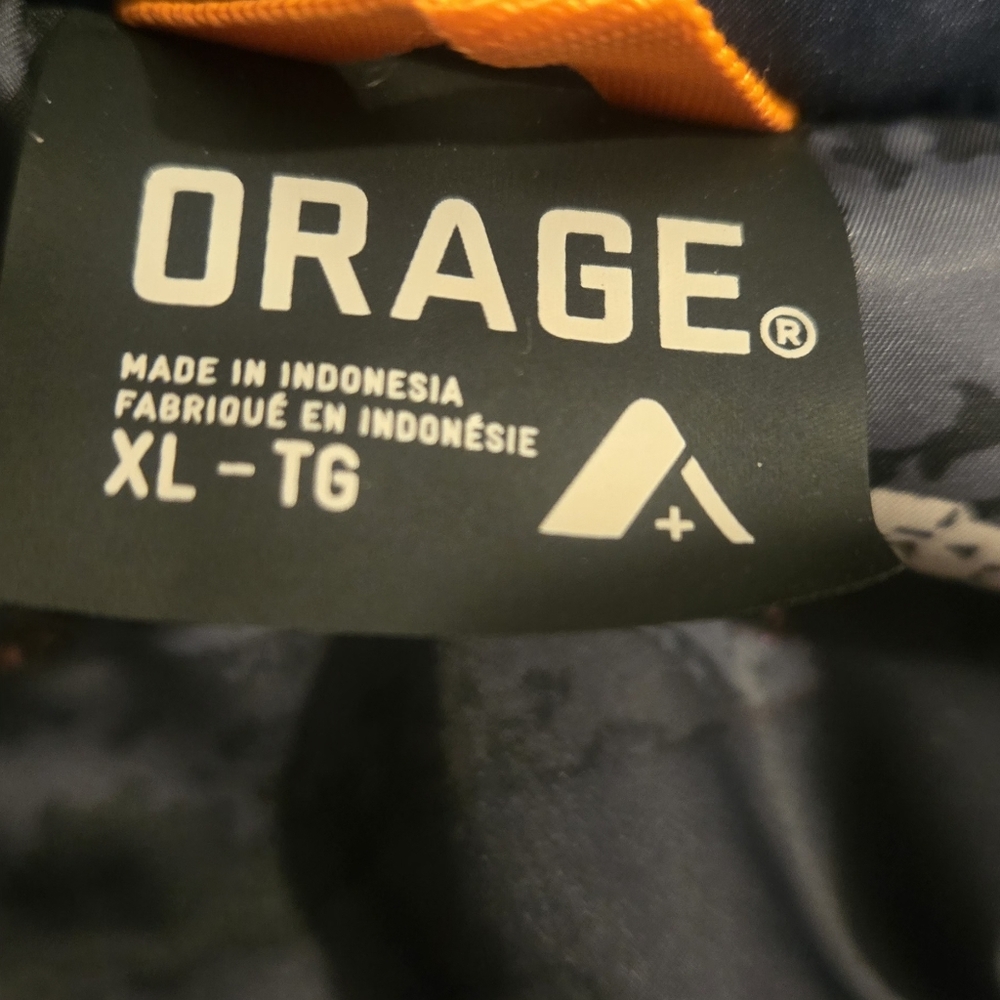 ORAGE®
MADE IN INDONESIA
FABRIQUÉ EN INDONÉSIE
XL - TG